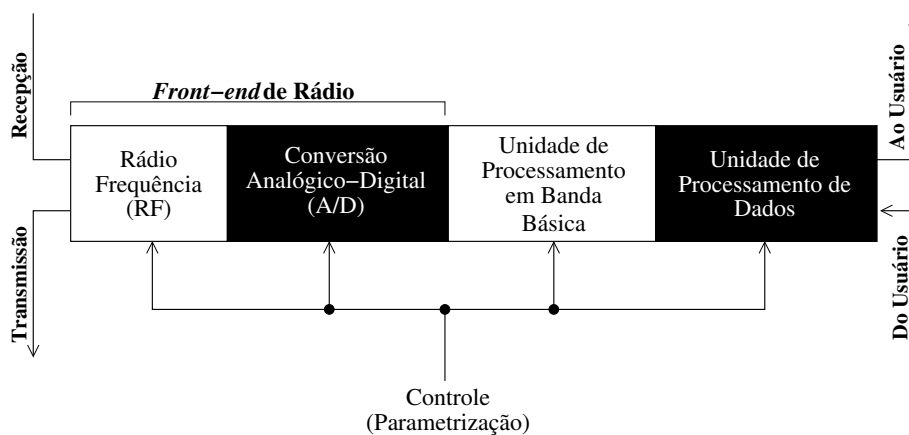 Recepção
Front-end de Rádio
Ao Usuário
Rádio
Frequência
(RF)
Conversão
Analógico-Digital
(A/D)
Unidade de
Processamento
em Banda
Básica
Unidade de
Processamento de
Dados
Transmissão
Do Usuário
Controle
(Parametrização)